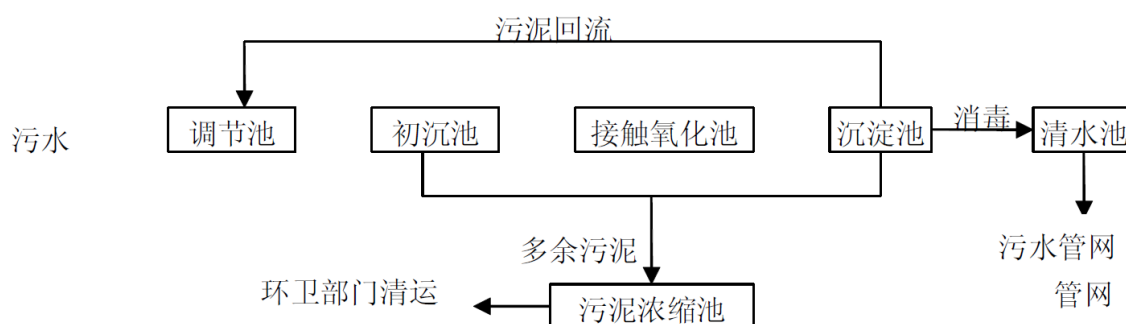 污泥回流
污水
调节池
初沉池
接触氧化池
沉淀池
消毒
清水池
多余污泥
污水管网
管网
环卫部门清运
污泥浓缩池